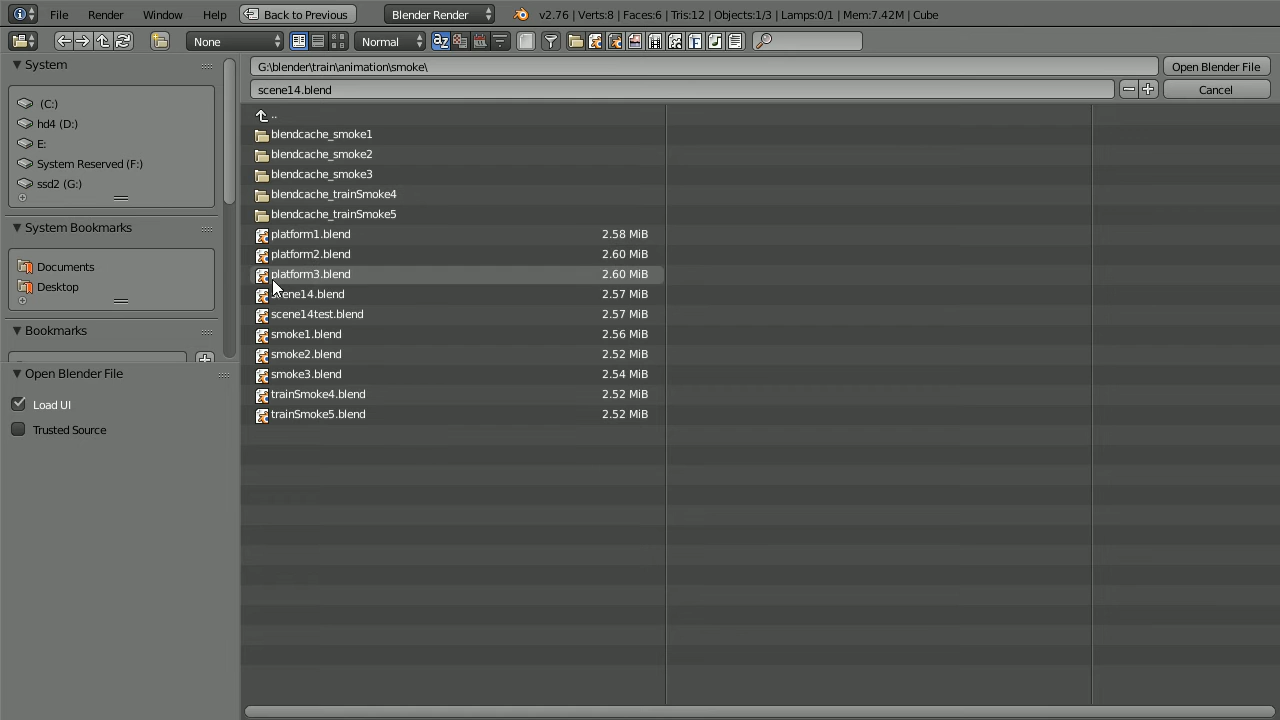 File Render Window Help Back to Previous Blender Render v2.76 | Verts:8 | Faces:6 | Tris:12 | Objects:1/3 | Lamps:0/1 | Mem:7.42M | Cube
None Normal
System
(C:)
hd4 (D:)
E:
System Reserved (F:)
ssd2 (G:)
System Bookmarks
Documents
Desktop
Bookmarks
Open Blender File
Load UI
Trusted Source
G:\blender\train\animation\smoke\ Open Blender File
scene14.blend Cancel
..
blendcache_smoke1
blendcache_smoke2
blendcache_smoke3
blendcache_trainSmoke4
blendcache_trainSmoke5
platform1.blend 2.58 MiB
platform2.blend 2.60 MiB
platform3.blend 2.60 MiB
scene14.blend 2.57 MiB
scene14test.blend 2.57 MiB
smoke1.blend 2.56 MiB
smoke2.blend 2.52 MiB
smoke3.blend 2.54 MiB
trainSmoke4.blend 2.52 MiB
trainSmoke5.blend 2.52 MiB